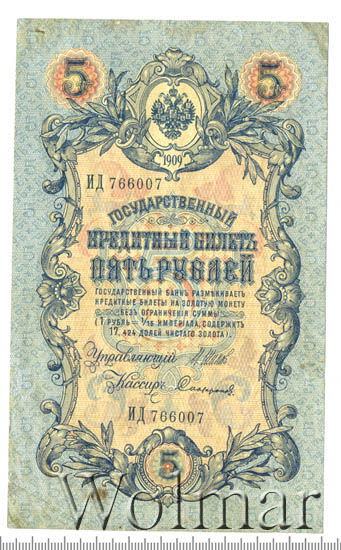 5 5
1909
ИД 766007
ГОСУДАРСТВЕННЫЙ
КРЕДИТНЫЙ БИЛЕТЪ
ПЯТЬ РУБЛЕЙ
ГОСУДАРСТВЕННЫЙ БАНКЪ РАЗМѢНИВАЕТЪ
КРЕДИТНЫЕ БИЛЕТЫ НА ЗОЛОТУЮ МОНЕТУ
БЕЗЪ ОГРАНИЧЕНІЯ СУММЫ
(1 РУБЛЬ = 1/15 ИМПЕРІАЛА, СОДЕРЖИТЪ
17,424 ДОЛЕЙ ЧИСТАГО ЗОЛОТА).
Управляющій
Кассиръ
ИД 766007
5
Wolmar